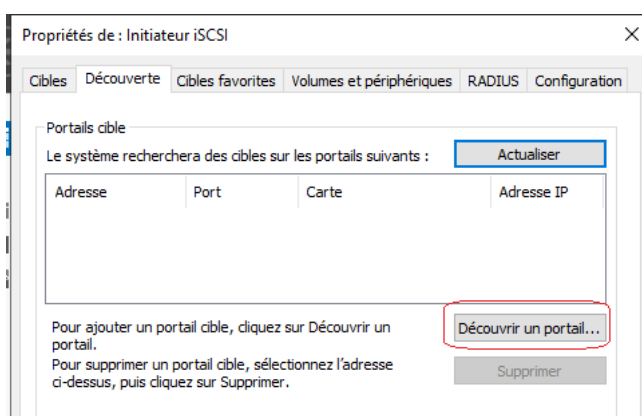 Propriétés de : Initiateur iSCSI
Cibles Découverte Cibles favorites Volumes et périphériques RADIUS Configuration
Portails cible
Le système recherchera des cibles sur les portails suivants : Actualiser
Adresse Port Carte Adresse IP
Pour ajouter un portail cible, cliquez sur Découvrir un
portail.
Découvrir un portail...
Pour supprimer un portail cible, sélectionnez l'adresse
ci-dessus, puis cliquez sur Supprimer.
Supprimer